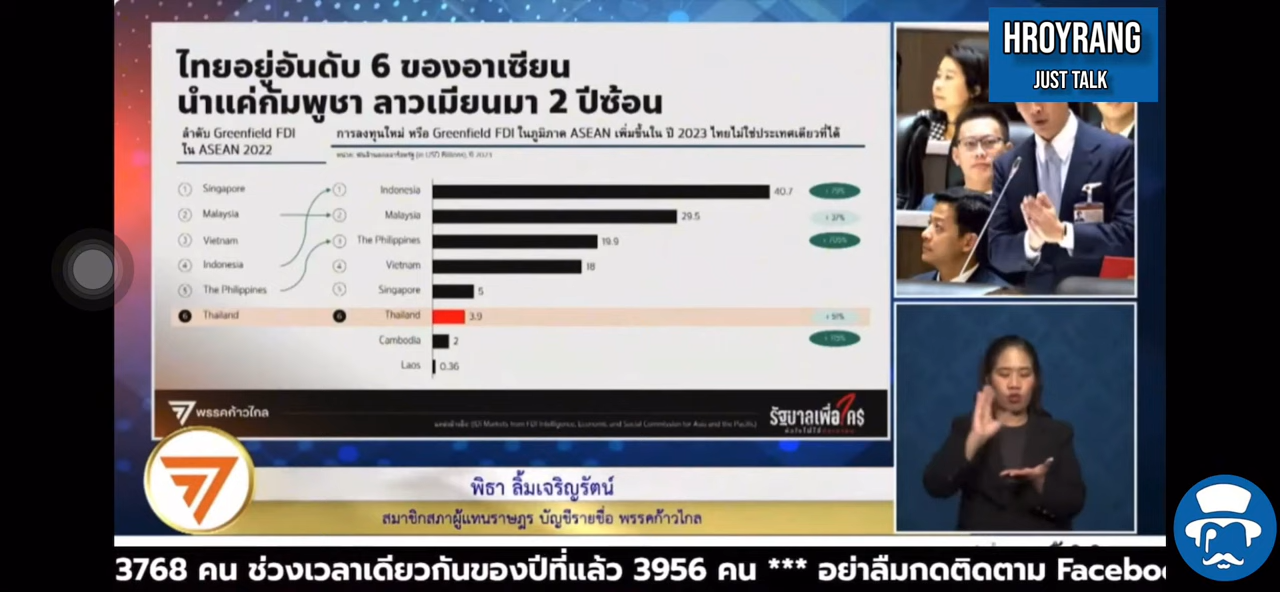 HROYRANG
JUST TALK
ไทยอยู่อันดับ 6 ของอาเซียน
นำแค่กัมพูชา ลาวเมียนมา 2 ปีซ้อน
ลำดับ Greenfield FDI
ใน ASEAN 2022
การลงทุนใหม่ หรือ Greenfield FDI ในภูมิภาค ASEAN เพิ่มขึ้นใน ปี 2023 ไทยไม่ใช่ประเทศเดียวที่ได้
1 Singapore
2 Malaysia
3 Vietnam
4 Indonesia
5 The Philippines
6 Thailand
1 Indonesia 40.7
2 Malaysia 29.5
3 The Philippines 19.9
4 Vietnam 18
5 Singapore 5
6 Thailand 3.9
Cambodia 2
Laos 0.36
พรรคก้าวไกล
รัฐบาลเพื่อใคร
พิธา ลิ้มเจริญรัตน์
สมาชิกสภาผู้แทนราษฎร บัญชีรายชื่อ พรรคก้าวไกล
3768 คน ช่วงเวลาเดียวกันของปีที่แล้ว 3956 คน *** อย่าลืมกดติดตาม Facebo